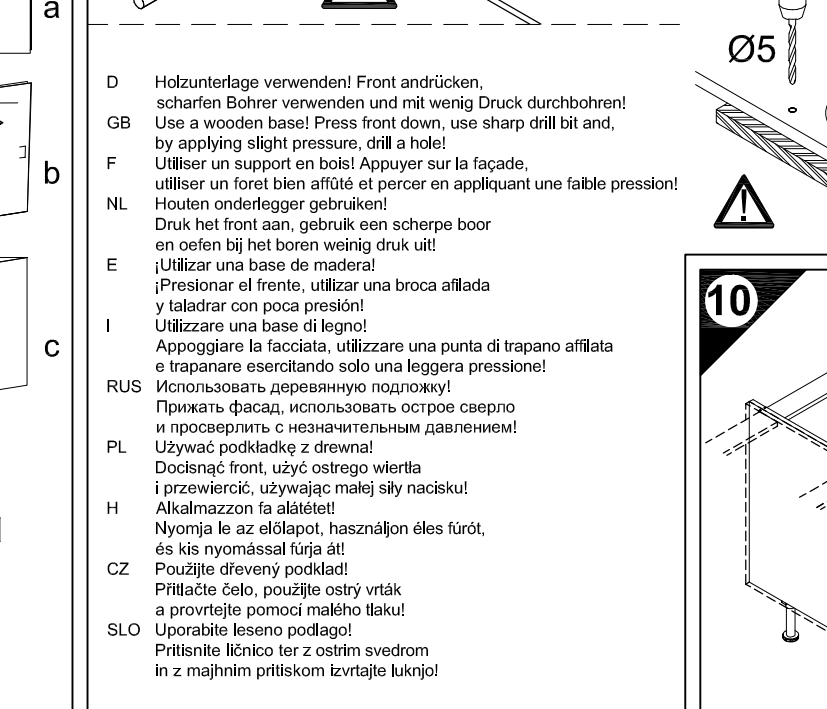 a
b
c
D Holzunterlage verwenden! Front andrücken,
scharfen Bohrer verwenden und mit wenig Druck durchbohren!
GB Use a wooden base! Press front down, use sharp drill bit and,
by applying slight pressure, drill a hole!
F Utiliser un support en bois! Appuyer sur la façade,
utiliser un foret bien affûté et percer en appliquant une faible pression!
NL Houten onderlegger gebruiken!
Druk het front aan, gebruik een scherpe boor
en oefen bij het boren weinig druk uit!
E ¡Utilizar una base de madera!
¡Presionar el frente, utilizar una broca afilada
y taladrar con poca presión!
I Utilizzare una base di legno!
Appoggiare la facciata, utilizzare una punta di trapano affilata
e trapanare esercitando solo una leggera pressione!
RUS Использовать деревянную подложку!
Прижать фасад, использовать острое сверло
и просверлить с незначительным давлением!
PL Używać podkładkę z drewna!
Docisnąć front, użyć ostrego wiertła
i przewiercić, używając małej siły nacisku!
H Alkalmazzon fa alátétet!
Nyomja le az előlapot, használjon éles fúrót,
és kis nyomással fúrja át!
CZ Použijte dřevený podklad!
Přitlačte čelo, použijte ostrý vrták
a provrtejte pomocí malého tlaku!
SLO Uporabite leseno podlago!
Pritisnite ličnico ter z ostrim svedrom
in z majhnim pritiskom izvrtajte luknjo!
Ø5
!
10